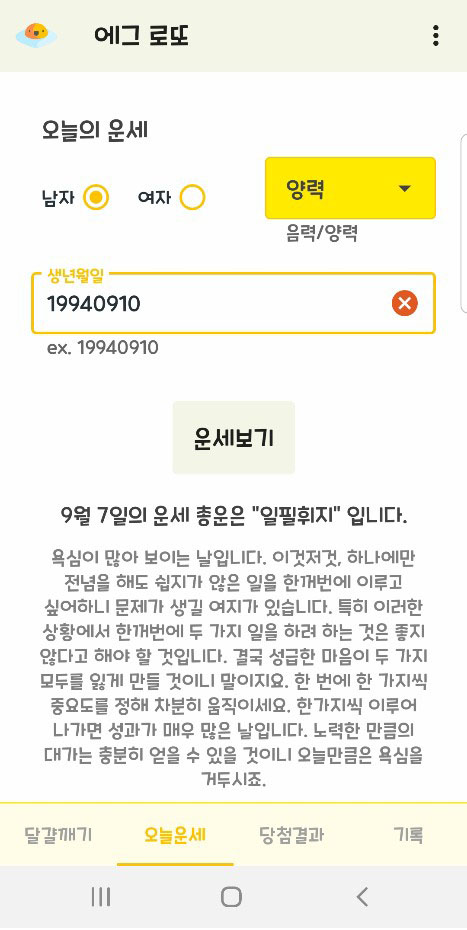 에그 로또
오늘의 운세
남자 여자 양력
음력/양력
생년월일
19940910
ex. 19940910
운세보기
9월 7일의 운세 총운은 "일필휘지" 입니다.
욕심이 많아 보이는 날입니다. 이것저것, 하나에만
전념을 해도 쉽지가 않은 일을 한꺼번에 이루고
싶어하니 문제가 생길 여지가 있습니다. 특히 이러한
상황에서 한꺼번에 두 가지 일을 하려 하는 것은 좋지
않다고 해야 할 것입니다. 결국 성급한 마음이 두 가지
모두를 잃게 만들 것이니 말이지요. 한 번에 한 가지씩
중요도를 정해 차분히 움직이세요. 한가지씩 이루어
나가면 성과가 매우 많은 날입니다. 노력한 만큼의
대가는 충분히 얻을 수 있을 것이니 오늘만큼은 욕심을
거두시죠.
달걀깨기 오늘운세 당첨결과 기록